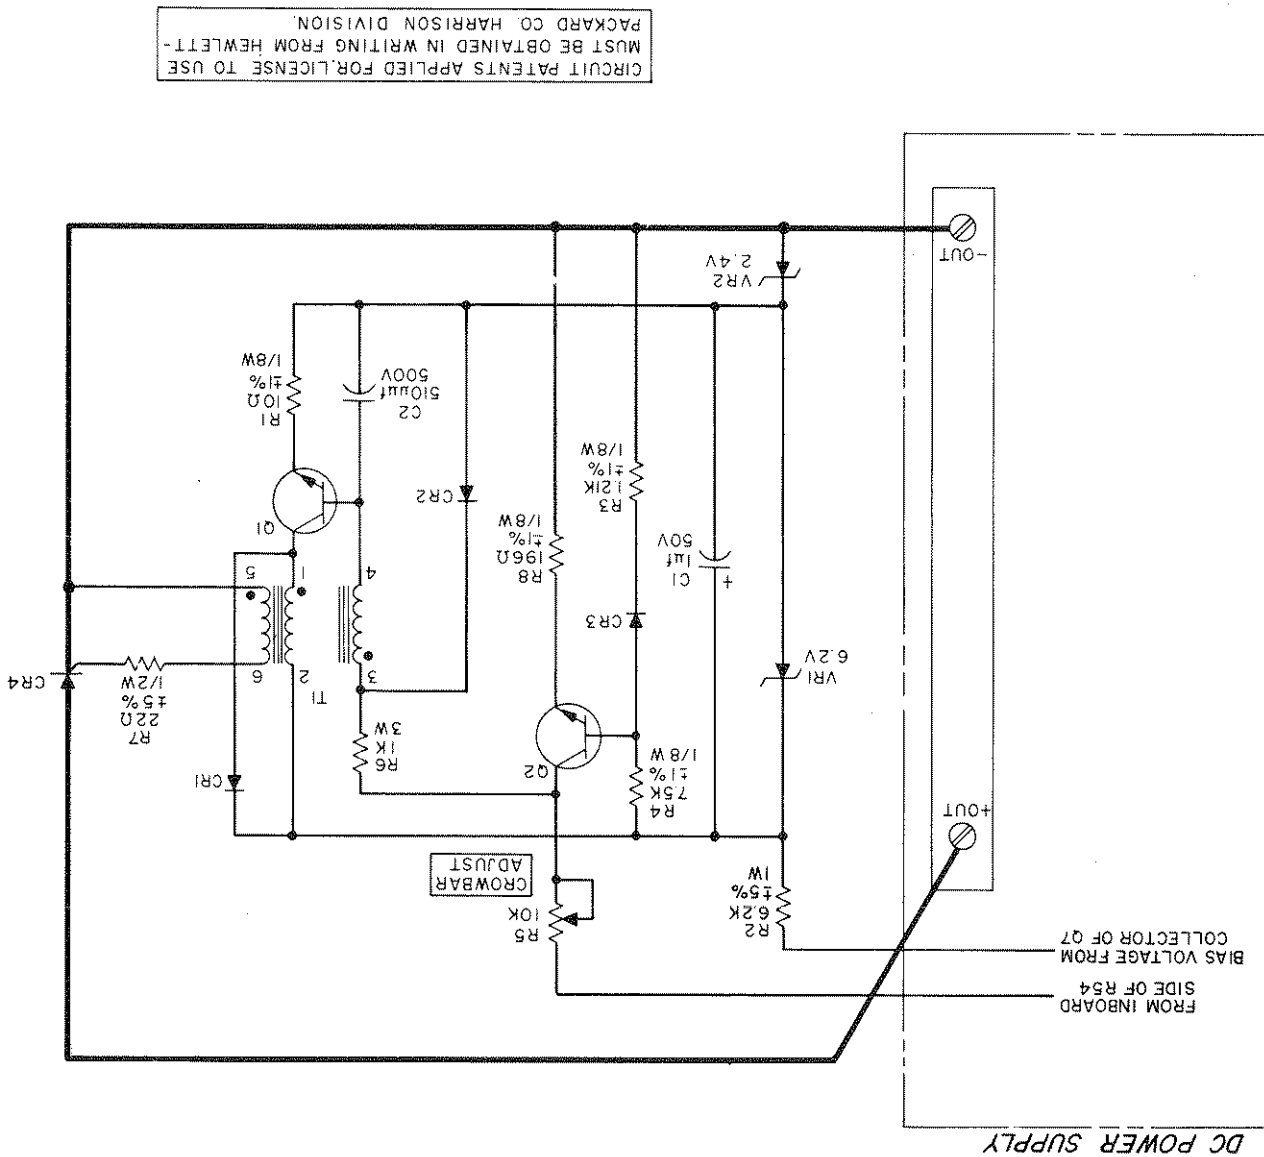 DC POWER SUPPLY
FROM INBOARD
SIDE OF R54
BIAS VOLTAGE FROM
COLLECTOR OF Q7
+OUT
-OUT
R2
6.2K
±5%
1W
R5
10K
CROWBAR
ADJUST
VR1
6.2V
VR2
2.4V
C1
1µf
50V
+
R4
7.5K
±1%
1/8W
CR3
R3
1.21K
±1%
1/8W
Q2
R8
196Ω
±1%
1/8W
R6
1K
3W
CR2
3
4
T1
2
1
6
5
C2
510µµf
500V
Q1
R1
10Ω
±1%
1/8W
CR1
R7
22Ω
±5%
1/2W
CR4
CIRCUIT PATENTS APPLIED FOR.LICENSE TO USE
MUST BE OBTAINED IN WRITING FROM HEWLETT-
PACKARD CO. HARRISON DIVISION.